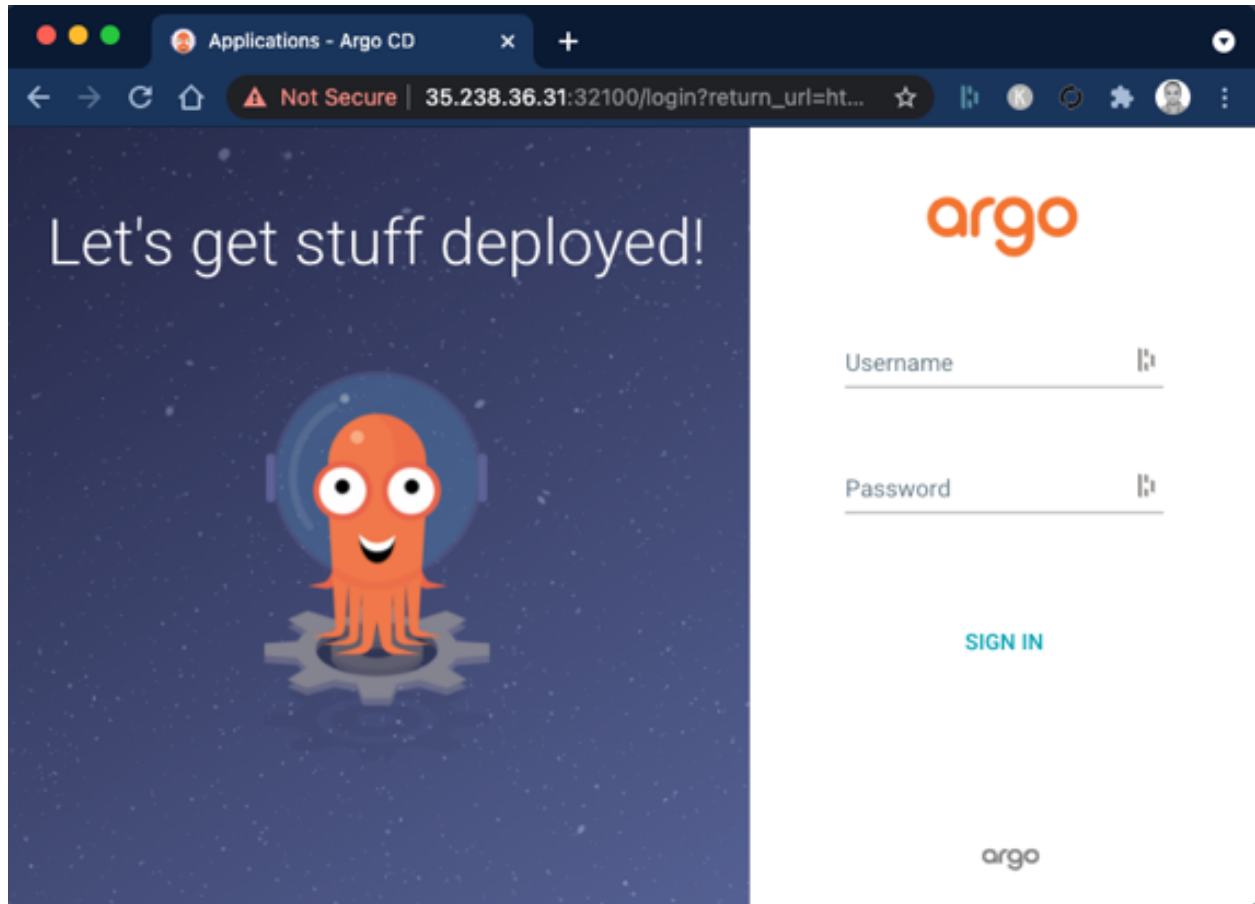 Applications - Argo CD
Not Secure | 35.238.36.31:32100/login?return_url=ht...
K
Let's get stuff deployed!
argo
Username
Password
SIGN IN
argo